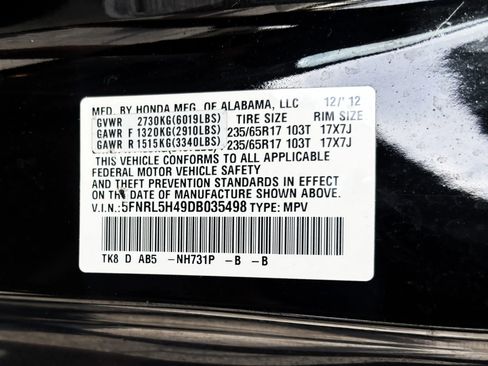 MFD. BY HONDA MFG. OF ALABAMA, LLC 12/'12
GVWR 2730KG(6019LBS) TIRE SIZE RIM SIZE
GAWR F 1320KG(2910LBS) 235/65R17 103T 17X7J
GAWR R 1515KG(3340LBS) 235/65R17 103T 17X7J
THIS VEHICLE CONFORMS TO ALL APPLICABLE
FEDERAL MOTOR VEHICLE SAFETY
AND THEFT PREVENTION STANDARDS IN EFFECT
ON THE DATE OF MANUFACTURE SHOWN ABOVE.
V.I.N.:5FNRL5H49DB035498 TYPE: MPV
TK8 D AB5 -NH731P -B -B